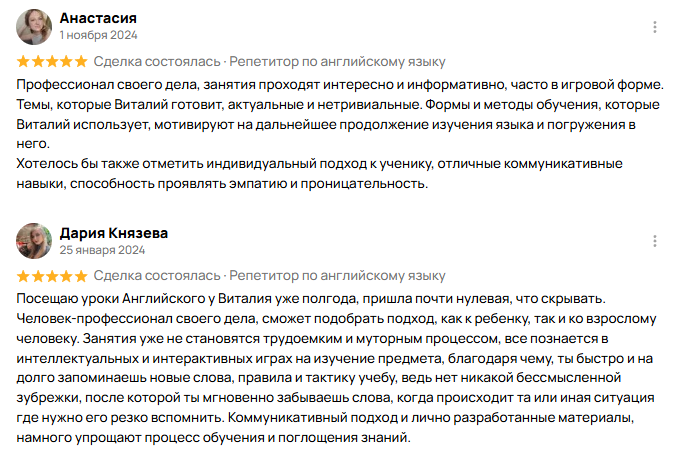 Анастасия
1 ноября 2024
Сделка состоялась · Репетитор по английскому языку
Профессионал своего дела, занятия проходят интересно и информативно, часто в игровой форме.
Темы, которые Виталий готовит, актуальные и нетривиальные. Формы и методы обучения, которые
Виталий использует, мотивируют на дальнейшее продолжение изучения языка и погружения в
него.
Хотелось бы также отметить индивидуальный подход к ученику, отличные коммуникативные
навыки, способность проявлять эмпатию и проницательность.
Дария Князева
25 января 2024
Сделка состоялась · Репетитор по английскому языку
Посещаю уроки Английского у Виталия уже полгода, пришла почти нулевая, что скрывать.
Человек-профессионал своего дела, сможет подобрать подход, как к ребенку, так и ко взрослому
человеку. Занятия уже не становятся трудоемким и муторным процессом, все познается в
интеллектуальных и интерактивных играх на изучение предмета, благодаря чему, ты быстро и на
долго запоминаешь новые слова, правила и тактику учебу, ведь нет никакой бессмысленной
зубрежки, после которой ты мгновенно забываешь слова, когда происходит та или иная ситуация
где нужно его резко вспомнить. Коммуникативный подход и лично разработанные материалы,
намного упрощают процесс обучения и поглощения знаний.